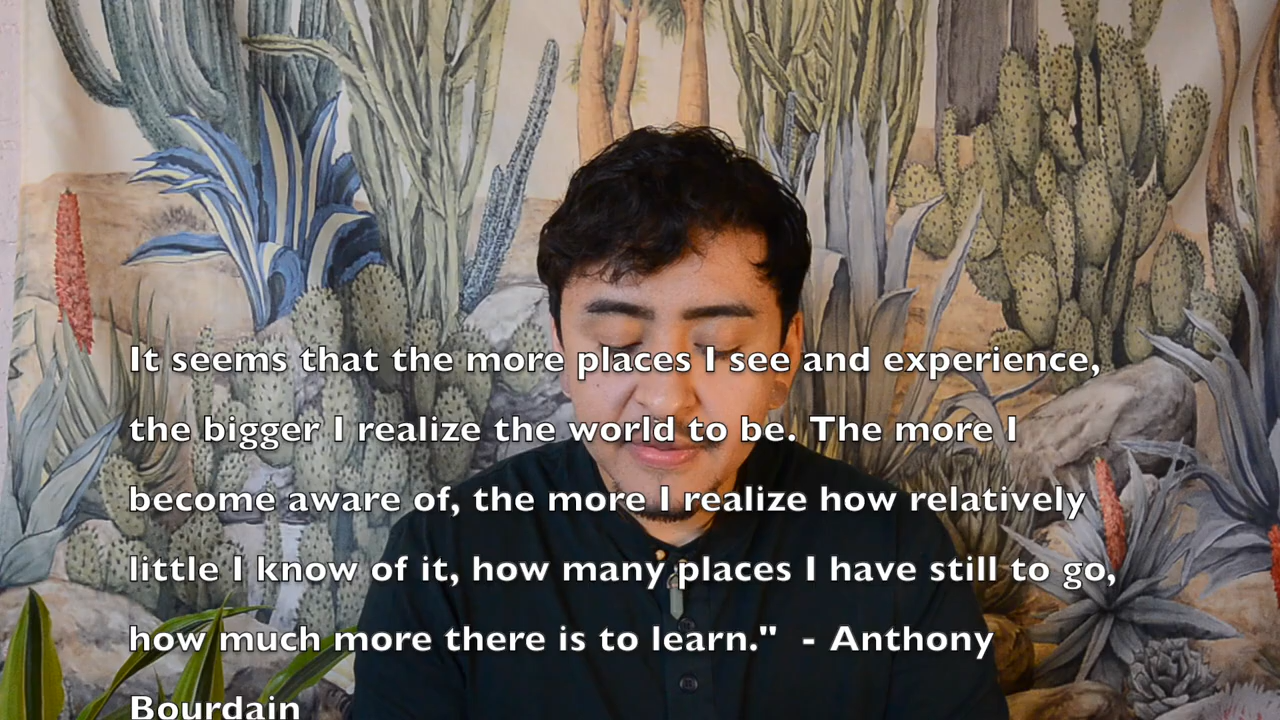 It seems that the more places I see and experience,
the bigger I realize the world to be. The more I
become aware of, the more I realize how relatively
little I know of it, how many places I have still to go,
how much more there is to learn."  - Anthony
Bourdain